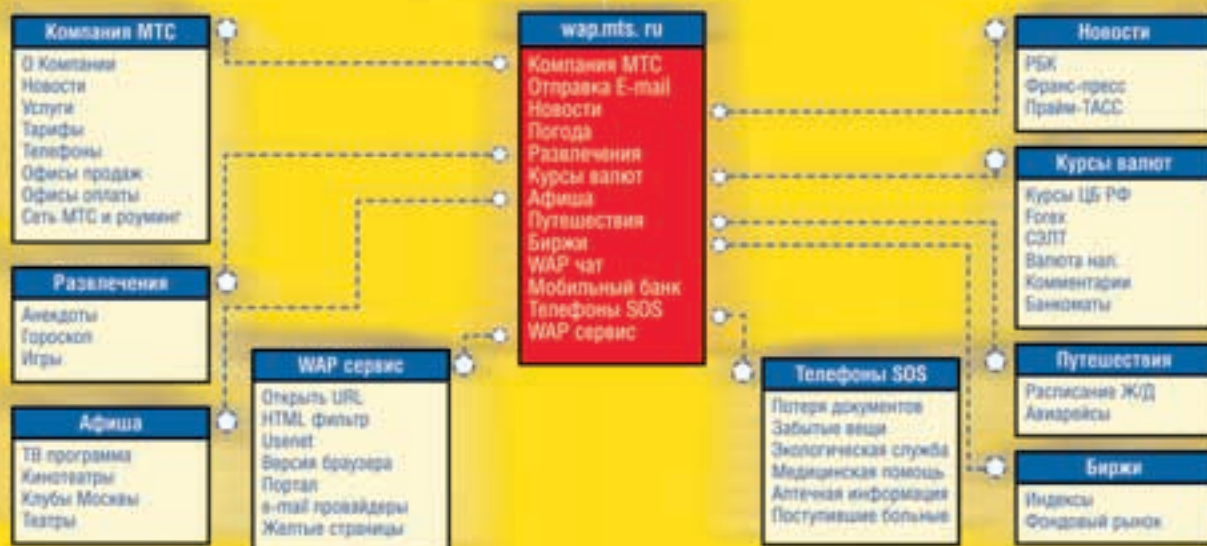 Компания МТС
О Компании
Новости
Услуги
Тарифы
Телефоны
Офисы продаж
Офисы оплаты
Сеть МТС и роуминг
Развлечения
Анекдоты
Гороскоп
Игры
Афиша
ТВ программа
Кинотеатры
Клубы Москвы
Театры
WAP сервис
Открыть URL
HTML фильтр
Usenet
Версия браузера
Портал
e-mail провайдеры
Желтые страницы
wap.mts. ru
Компания МТС
Отправка E-mail
Новости
Погода
Развлечения
Курсы валют
Афиша
Путешествия
Биржи
WAP чат
Мобильный банк
Телефоны SOS
WAP сервис
Телефоны SOS
Потеря документов
Забытые вещи
Экологическая служба
Медицинская помощь
Аптечная информация
Поступившие больные
Новости
РБК
Франс-пресс
Прайм-ТАСС
Курсы валют
Курсы ЦБ РФ
Forex
СЭЛТ
Валюта нал.
Комментарии
Банкоматы
Путешествия
Расписание Ж/Д
Авиарейсы
Биржи
Индексы
Фондовый рынок